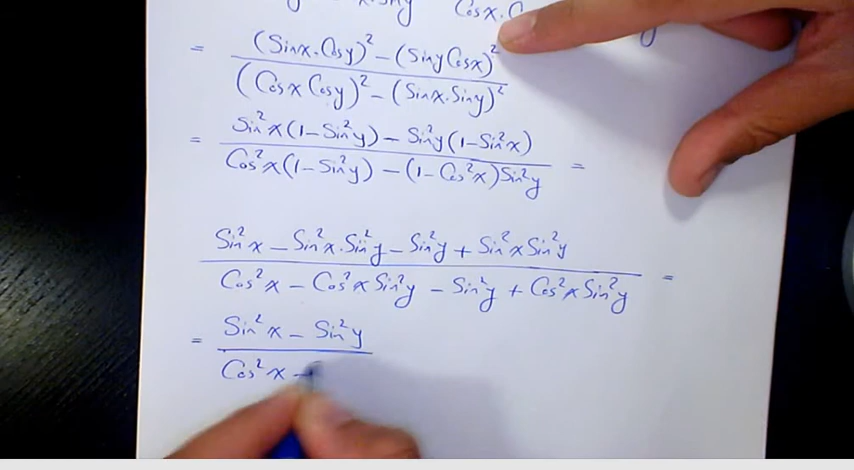 Cosx.
= (Sinx.Cosy)² - (SinyCosx)²
(Cosx Cosy)² - (Sinx.Siny)²
= Sin²x(1-Sin²y) - Sin²y(1-Sin²x)
Cos²x(1-Sin²y) - (1-Cos²x)Sin²y =
Sin²x - Sin²x.Sin²y - Sin²y + Sin²x Sin²y
Cos²x - Cos²x Sin²y - Sin²y + Cos²x Sin²y =
= Sin²x - Sin²y
Cos²x -